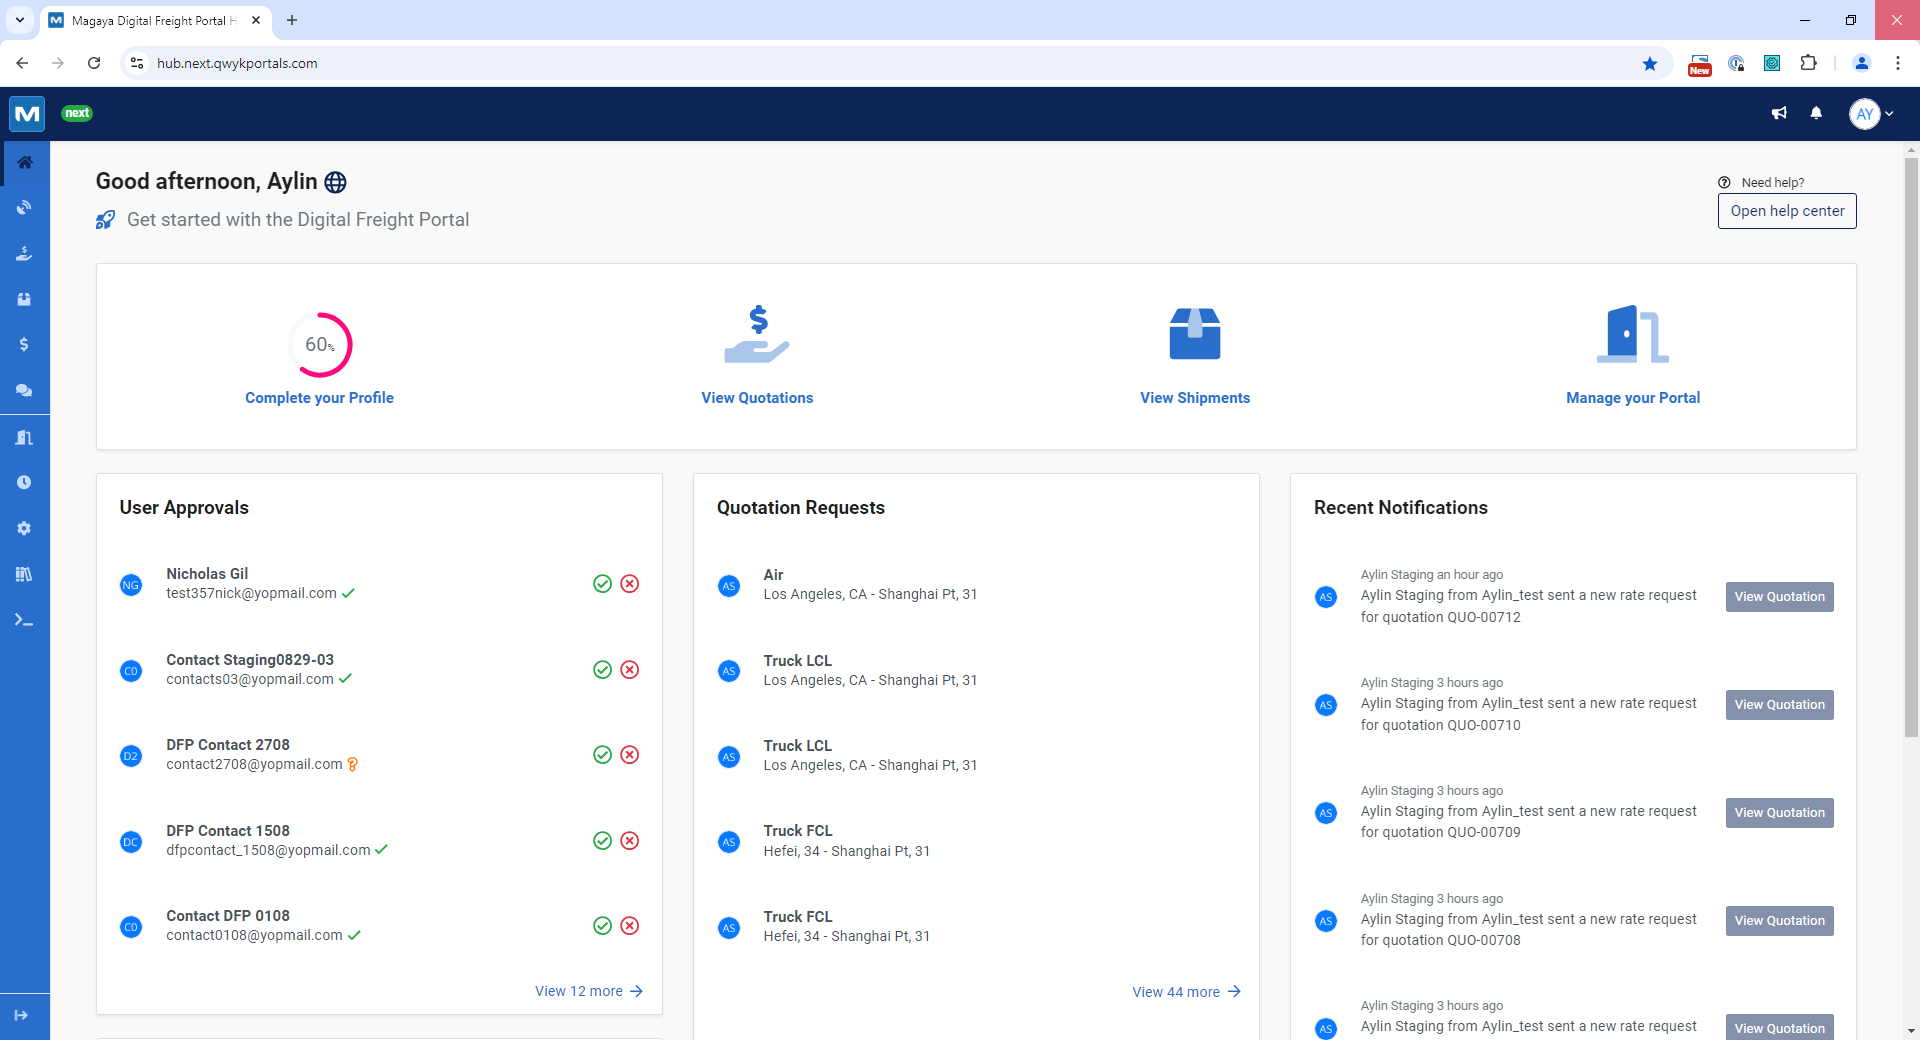 Magaya Digital Freight Portal H
hub.next.qwykportals.com
New
next
AY
Good afternoon, Aylin
Get started with the Digital Freight Portal
Need help?
Open help center
60%
Complete your Profile
View Quotations
View Shipments
Manage your Portal
User Approvals
NG
Nicholas Gil
test357nick@yopmail.com
C0
Contact Staging0829-03
contacts03@yopmail.com
D2
DFP Contact 2708
contact2708@yopmail.com
DC
DFP Contact 1508
dfpcontact_1508@yopmail.com
C0
Contact DFP 0108
contact0108@yopmail.com
View 12 more
Quotation Requests
AS
Air
Los Angeles, CA - Shanghai Pt, 31
AS
Truck LCL
Los Angeles, CA - Shanghai Pt, 31
AS
Truck LCL
Los Angeles, CA - Shanghai Pt, 31
AS
Truck FCL
Hefei, 34 - Shanghai Pt, 31
AS
Truck FCL
Hefei, 34 - Shanghai Pt, 31
View 44 more
Recent Notifications
AS
Aylin Staging an hour ago
Aylin Staging from Aylin_test sent a new rate request
for quotation QUO-00712
View Quotation
AS
Aylin Staging 3 hours ago
Aylin Staging from Aylin_test sent a new rate request
for quotation QUO-00710
View Quotation
AS
Aylin Staging 3 hours ago
Aylin Staging from Aylin_test sent a new rate request
for quotation QUO-00709
View Quotation
AS
Aylin Staging 3 hours ago
Aylin Staging from Aylin_test sent a new rate request
for quotation QUO-00708
View Quotation
AS
Aylin Staging 3 hours ago
Aylin Staging from Aylin_test sent a new rate request
View Quotation